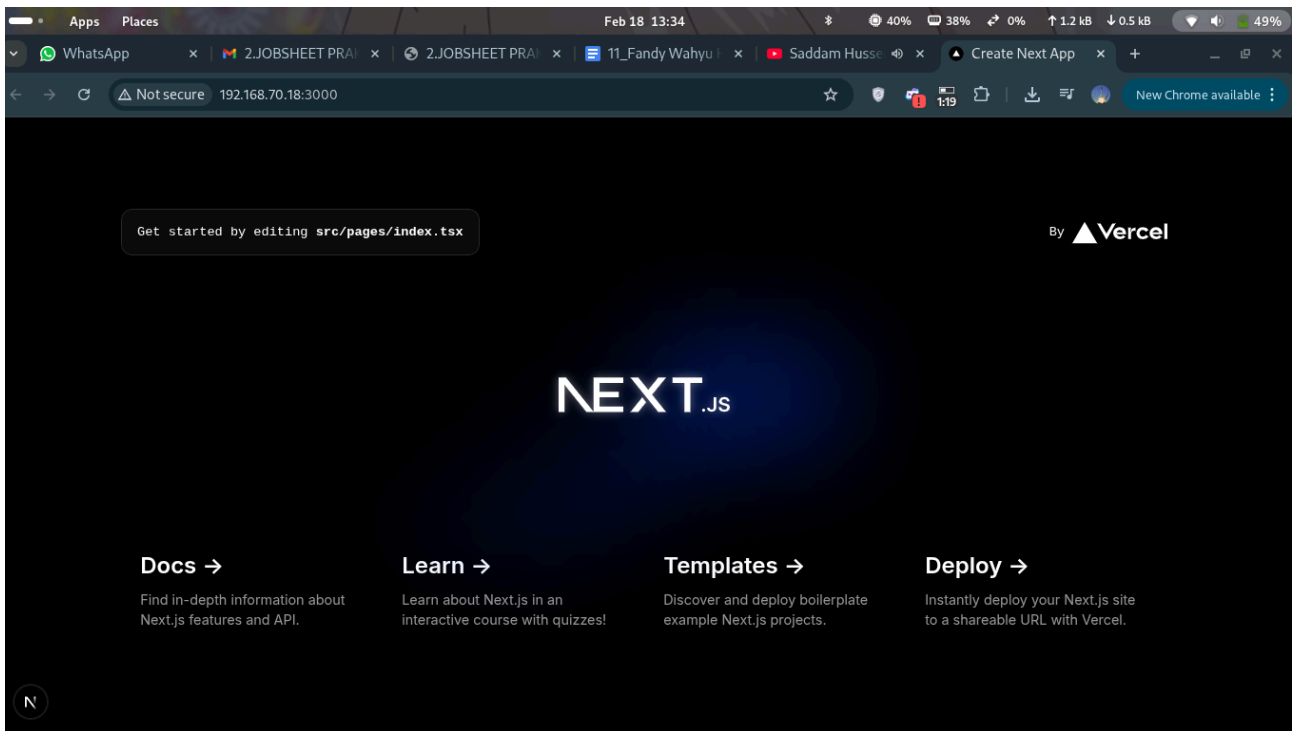 Apps Places Feb 18 13:34 40% 38% 0% ↑1.2 kB ↓0.5 kB 49%
WhatsApp 2.JOBSHEET PRA 2.JOBSHEET PRA 11_Fandy Wahyu Saddam Husse Create Next App
Not secure 192.168.70.18:3000 1:19 New Chrome available
Get started by editing src/pages/index.tsx
By Vercel
NEXT.JS
Docs →
Find in-depth information about
Next.js features and API.
Learn →
Learn about Next.js in an
interactive course with quizzes!
Templates →
Discover and deploy boilerplate
example Next.js projects.
Deploy →
Instantly deploy your Next.js site
to a shareable URL with Vercel.
N